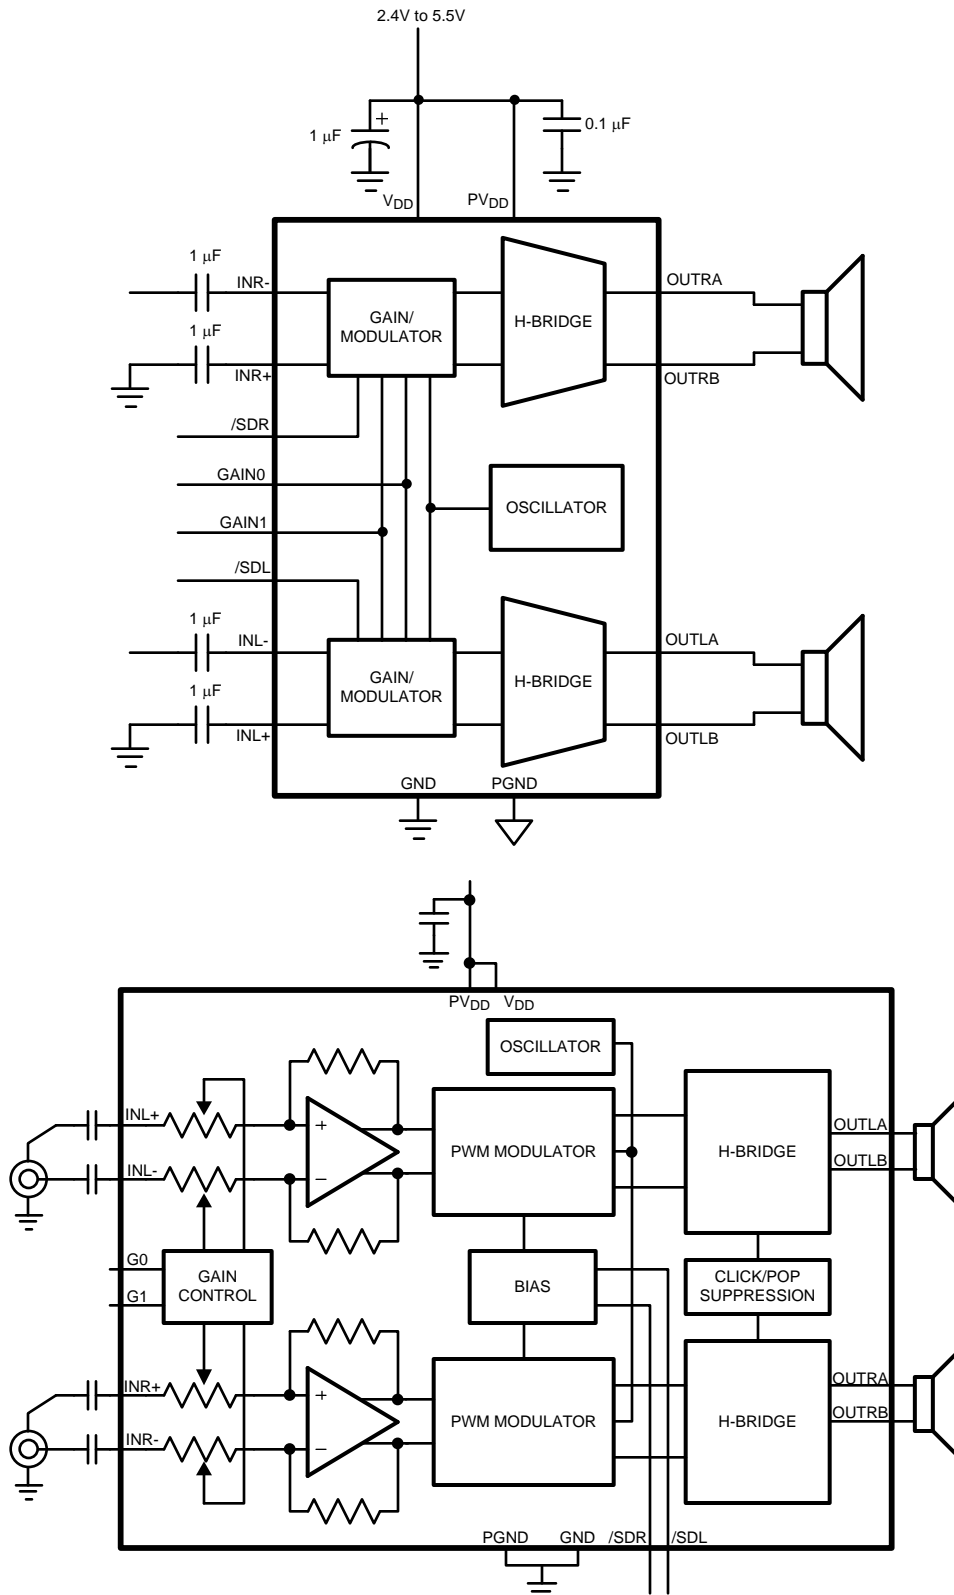 2.4V to 5.5V
1 μF
+
0.1 μF
VDD
PVDD
1 μF
INR-
OUTRA
GAIN/
MODULATOR
H-BRIDGE
1 μF
INR+
OUTRB
/SDR
GAIN0
OSCILLATOR
GAIN1
/SDL
1 μF
INL-
OUTLA
GAIN/
MODULATOR
H-BRIDGE
1 μF
INL+
OUTLB
GND
PGND
PVDD
VDD
OSCILLATOR
INL+
+
OUTLA
PWM MODULATOR
H-BRIDGE
INL-
−
OUTLB
G0
GAIN
CONTROL
BIAS
CLICK/POP
SUPPRESSION
G1
INR+
+
OUTRA
PWM MODULATOR
H-BRIDGE
OUTRB
INR-
−
PGND
GND
/SDR
/SDL